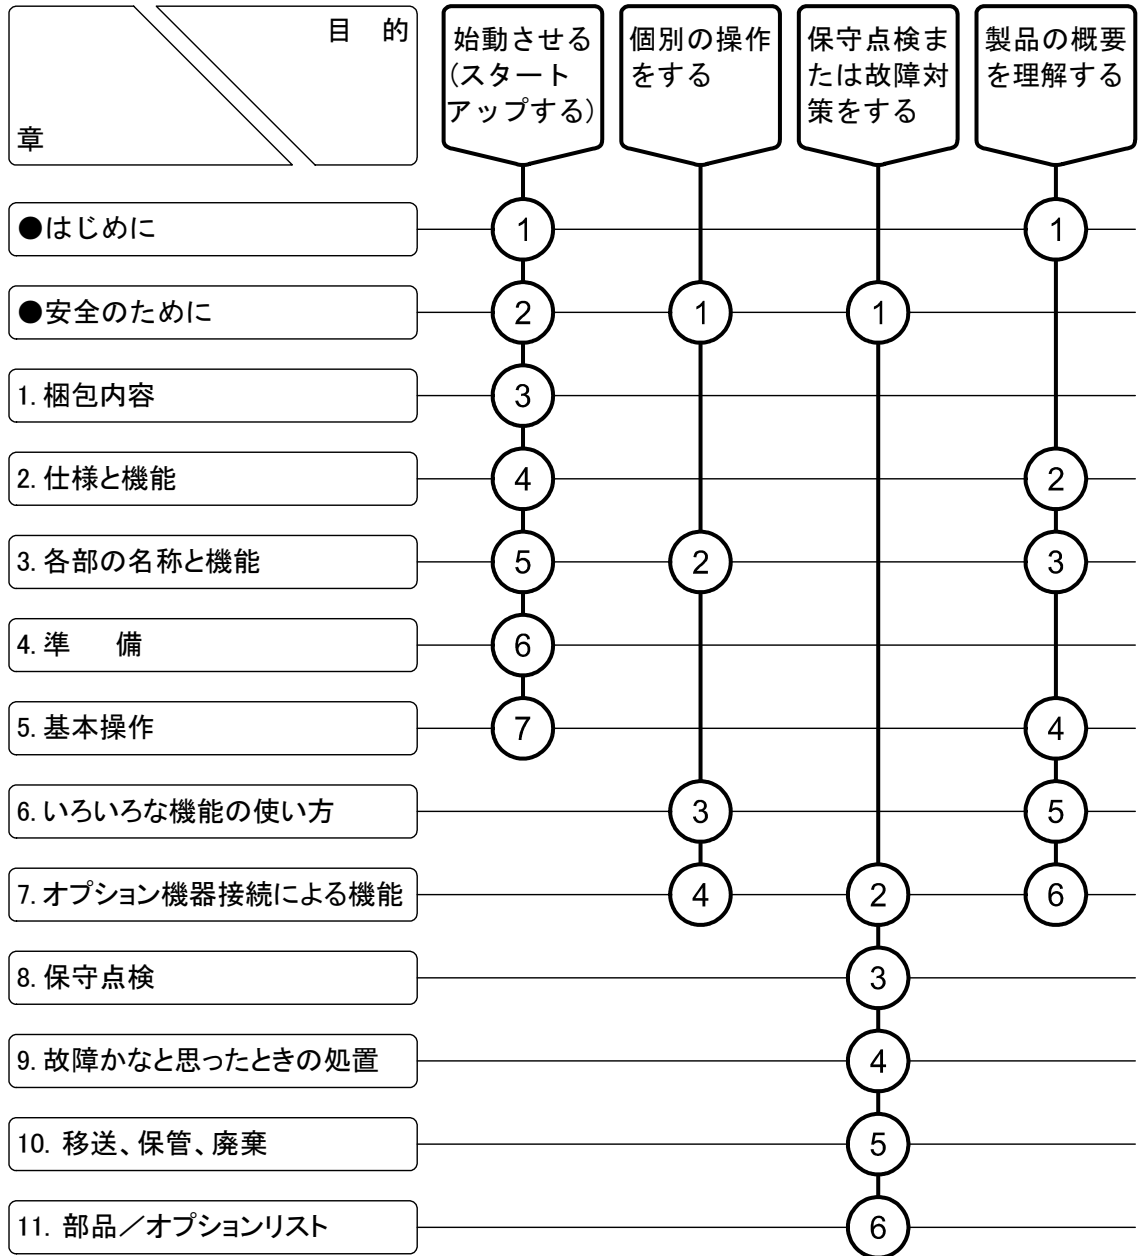 目 的
章
始動させる
(スタート
アップする)
個別の操作
をする
保守点検ま
たは故障対
策をする
製品の概要
を理解する
●はじめに
1
1
●安全のために
2
1
1
1. 梱包内容
3
2. 仕様と機能
4
2
3. 各部の名称と機能
5
2
3
4. 準 備
6
5. 基本操作
7
4
6. いろいろな機能の使い方
3
5
7. オプション機器接続による機能
4
2
6
8. 保守点検
3
9. 故障かなと思ったときの処置
4
10. 移送、保管、廃棄
5
11. 部品／オプションリスト
6